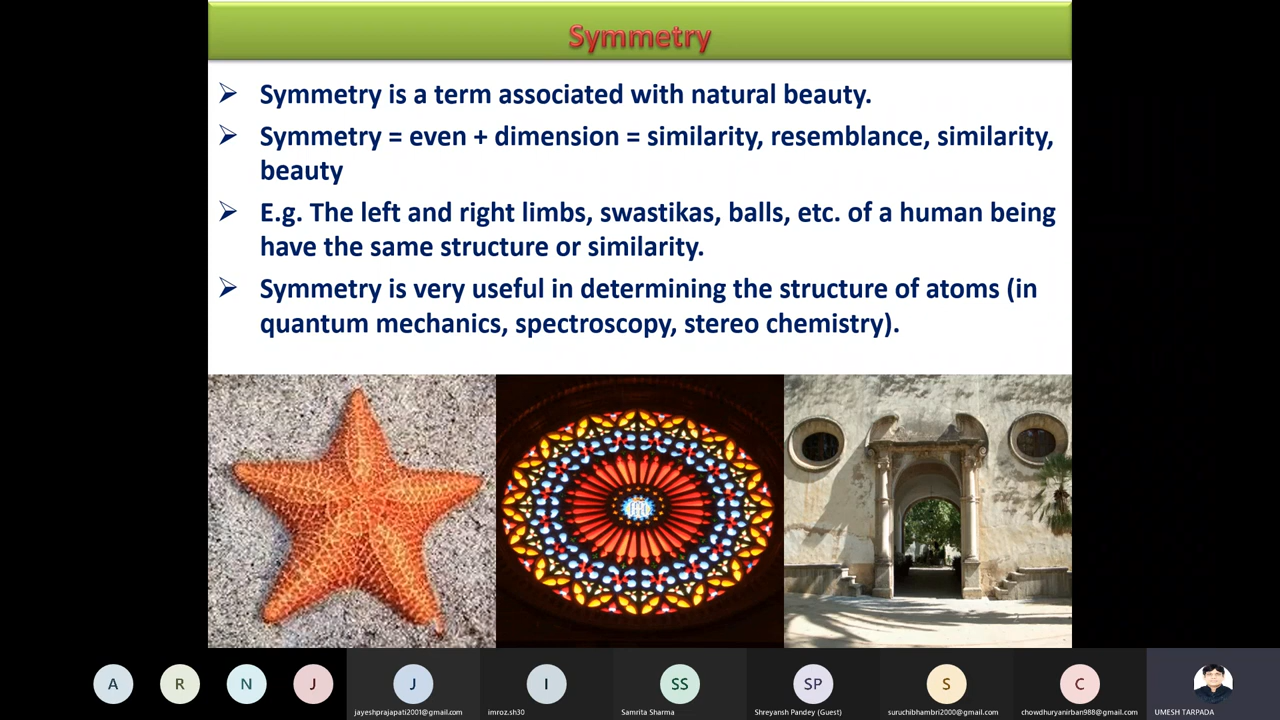 Symmetry
Symmetry is a term associated with natural beauty.
Symmetry = even + dimension = similarity, resemblance, similarity,
beauty
E.g. The left and right limbs, swastikas, balls, etc. of a human being
have the same structure or similarity.
Symmetry is very useful in determining the structure of atoms (in
quantum mechanics, spectroscopy, stereo chemistry).
A R N J J I SS SP S C
jayeshprajapati2001@gmail.com imroz.sh30 Samrita Sharma Shreyansh Pandey (Guest) suruchibhambri2000@gmail.com chowdhuryanirban988@gmail.com UMESH TARPADA